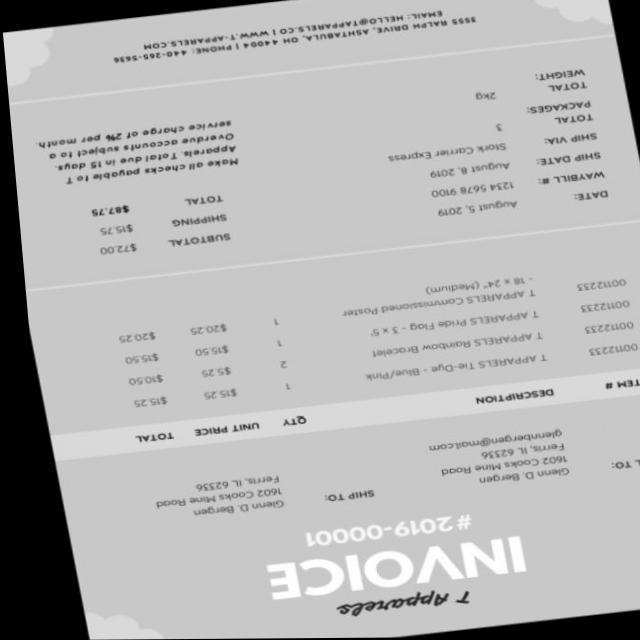 T Apparels
INVOICE
# 2019-00001
TO:
Glenn D. Bergen
1602 Cooks Mine Road
Ferris, IL 62336
glennbergen@mail.com
SHIP TO:
Glenn D. Bergen
1602 Cooks Mine Road
Ferris, IL 62336
ITEM # DESCRIPTION QTY UNIT PRICE TOTAL
00112233 T APPARELS Tie-Dye - Blue/Pink 1 $15.25 $15.25
00112233 T APPARELS Rainbow Bracelet 2 $5.25 $10.50
00112233 T APPARELS Pride Flag - 3 x 5' 1 $15.50 $15.50
00112233 T APPARELS Commissioned Poster 1 $20.25 $20.25
- 18 x 24" (Medium)
DATE: August 5, 2019
WAYBILL #: 1234 5678 9100
SHIP DATE: August 8, 2019
SHIP VIA: Stork Carrier Express
TOTAL
PACKAGES: 3
TOTAL
WEIGHT: 2kg
SUBTOTAL $72.00
SHIPPING $15.75
TOTAL $87.75
Make all checks payable to T
Apparels. Total due in 15 days.
Overdue accounts subject to a
service charge of 2% per month.
3555 RALPH DRIVE, ASHTABULA, OH 44004 | PHONE: 440-265-5636
EMAIL: HELLO@TAPPARELS.CO | WWW.T-APPARELS.COM